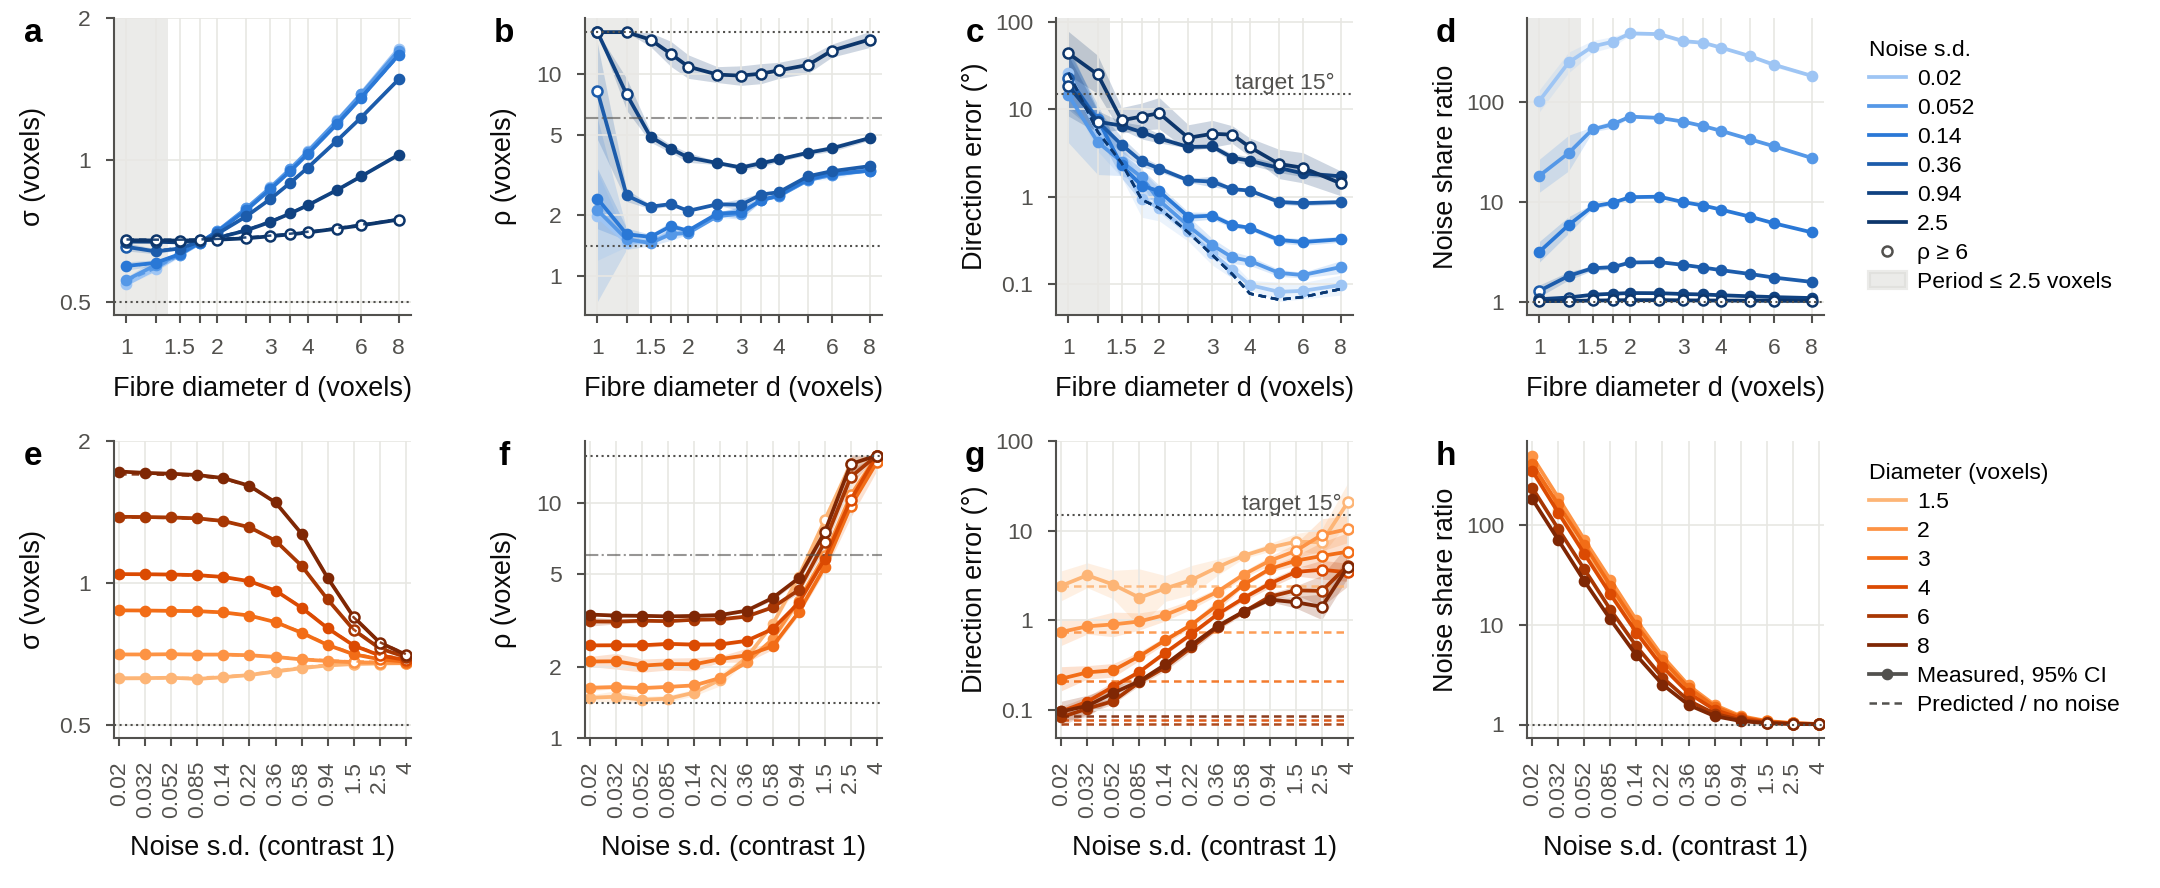 a
σ (voxels)
2
1
0.5
1 1.5 2 3 4 6 8
Fibre diameter d (voxels)
b
ρ (voxels)
10
5
2
1
1 1.5 2 3 4 6 8
Fibre diameter d (voxels)
c
Direction error (°)
100
10
1
0.1
target 15°
1 1.5 2 3 4 6 8
Fibre diameter d (voxels)
d
Noise share ratio
100
10
1
1 1.5 2 3 4 6 8
Fibre diameter d (voxels)
Noise s.d.
0.02
0.052
0.14
0.36
0.94
2.5
ρ ≥ 6
Period ≤ 2.5 voxels
e
σ (voxels)
2
1
0.5
0.02 0.032 0.052 0.085 0.14 0.22 0.36 0.58 0.94 1.5 2.5 4
Noise s.d. (contrast 1)
f
ρ (voxels)
10
5
2
1
0.02 0.032 0.052 0.085 0.14 0.22 0.36 0.58 0.94 1.5 2.5 4
Noise s.d. (contrast 1)
g
Direction error (°)
100
10
1
0.1
target 15°
0.02 0.032 0.052 0.085 0.14 0.22 0.36 0.58 0.94 1.5 2.5 4
Noise s.d. (contrast 1)
h
Noise share ratio
100
10
1
0.02 0.032 0.052 0.085 0.14 0.22 0.36 0.58 0.94 1.5 2.5 4
Noise s.d. (contrast 1)
Diameter (voxels)
1.5
2
3
4
6
8
Measured, 95% CI
Predicted / no noise